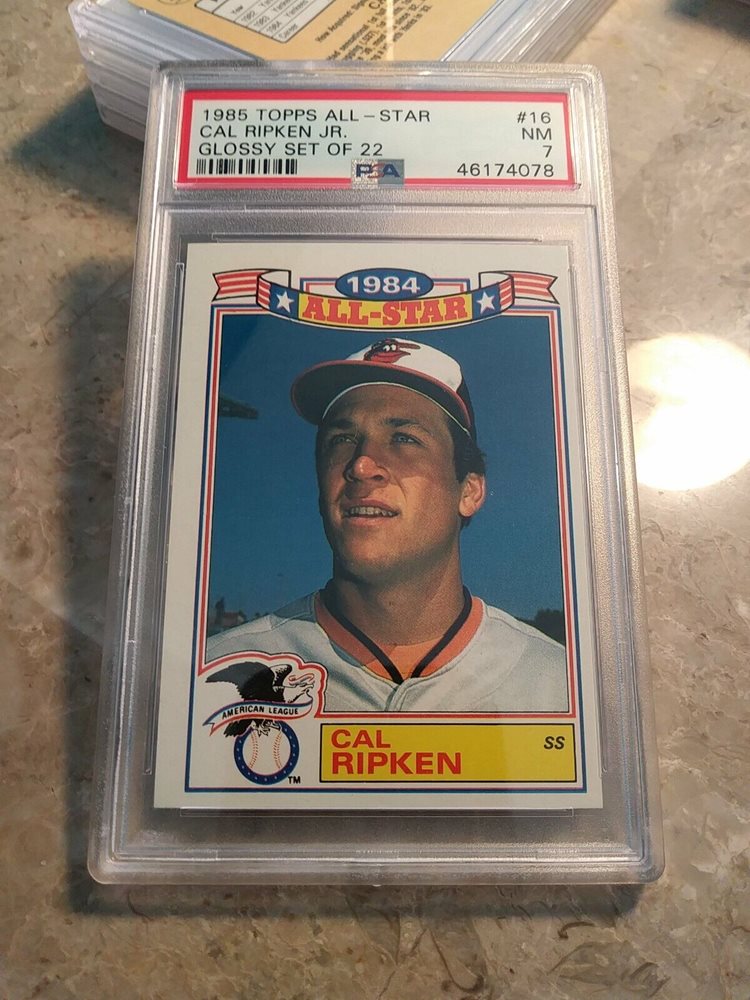 1985 TOPPS ALL-STAR #16
CAL RIPKEN JR. NM
GLOSSY SET OF 22 7
PSA 46174078
1984
ALL-STAR
AMERICAN LEAGUE
TM
CAL SS
RIPKEN